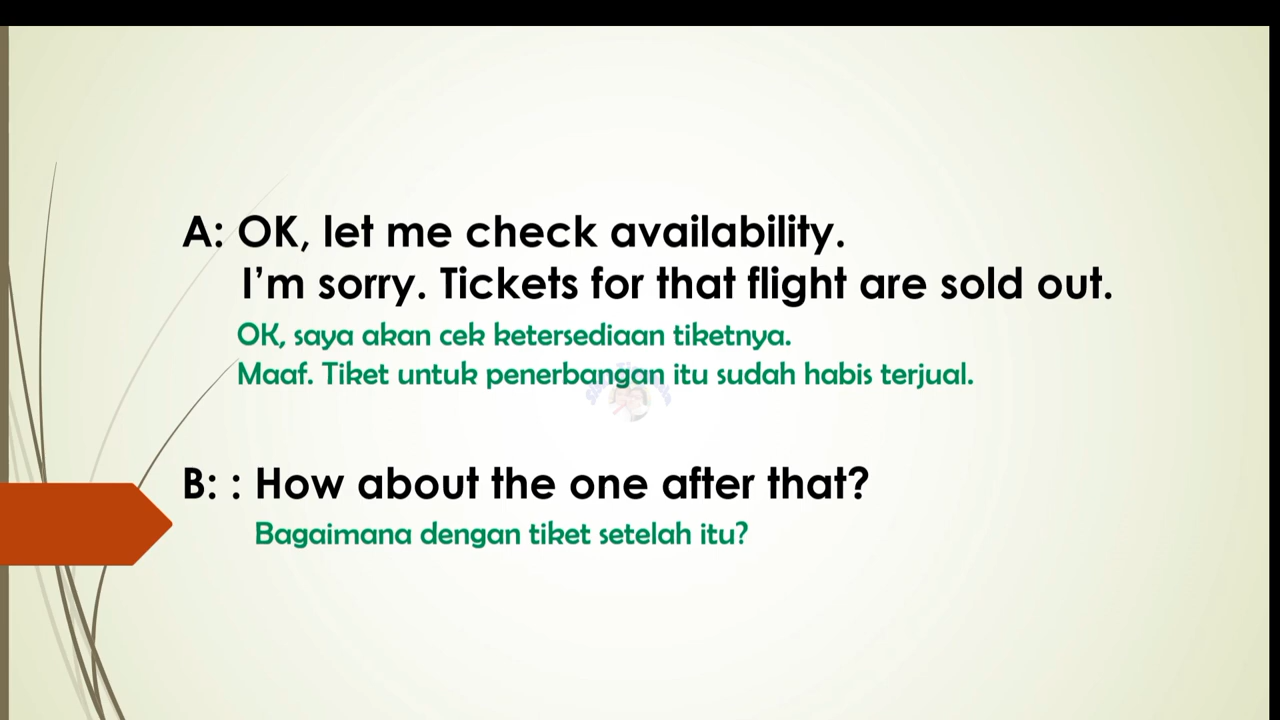 A: OK, let me check availability.
I'm sorry. Tickets for that flight are sold out.
OK, saya akan cek ketersediaan tiketnya.
Maaf. Tiket untuk penerbangan itu sudah habis terjual.
B: : How about the one after that?
Bagaimana dengan tiket setelah itu?